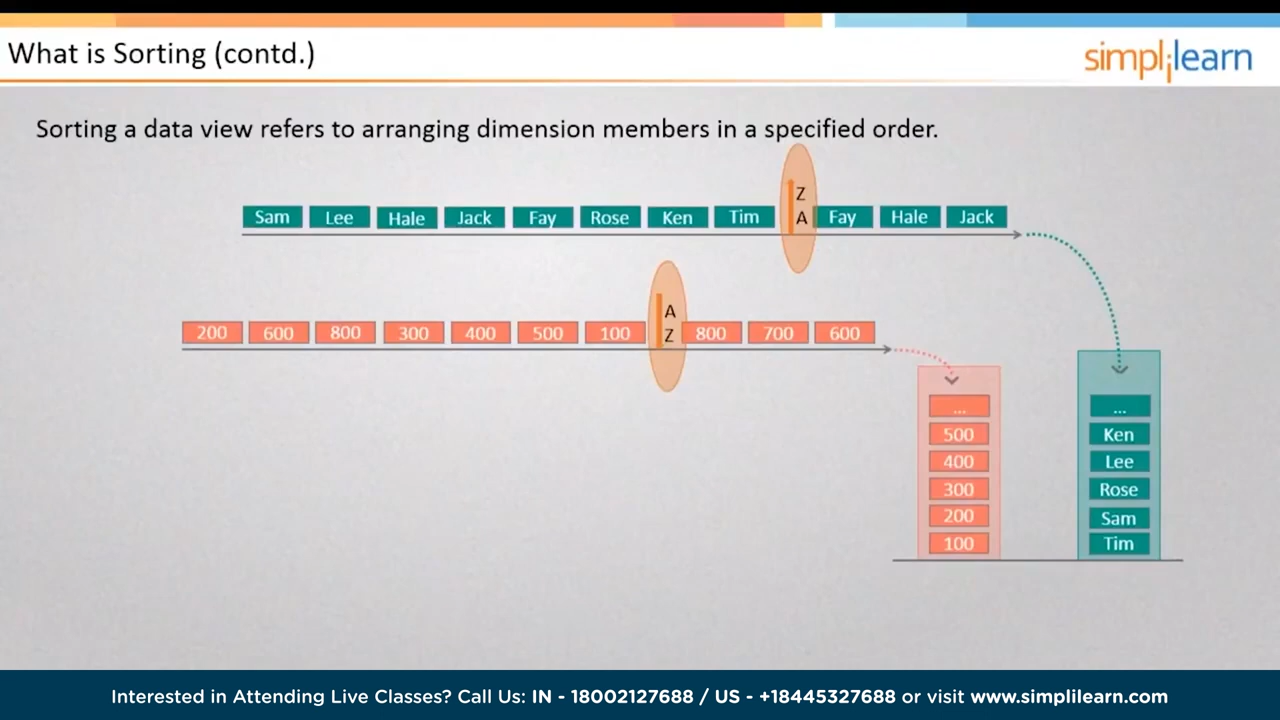 What is Sorting (contd.)
simplilearn
Sorting a data view refers to arranging dimension members in a specified order.
Z
Sam Lee Hale Jack Fay Rose Ken Tim A Fay Hale Jack
A
200 600 800 300 400 500 100 Z 800 700 600
... ...
500 Ken
400 Lee
300 Rose
200 Sam
100 Tim
Interested in Attending Live Classes? Call Us: IN - 18002127688 / US - +18445327688 or visit www.simplilearn.com